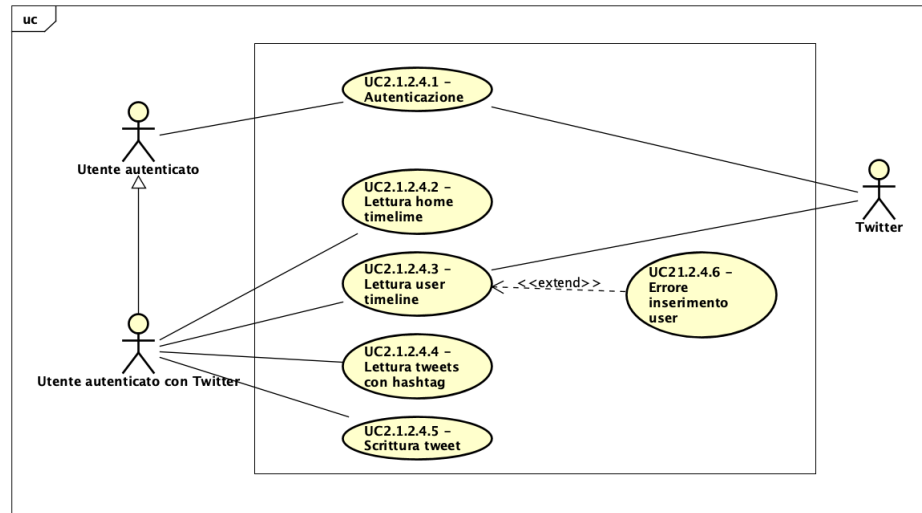 uc
UC2.1.2.4.1 –
Autenticazione
Utente autenticato
UC2.1.2.4.2 –
Lettura home
timelime
Twitter
UC2.1.2.4.3 –
Lettura user
timeline
<<extend>>
UC21.2.4.6 –
Errore
inserimento
user
Utente autenticato con Twitter
UC2.1.2.4.4 –
Lettura tweets
con hashtag
UC2.1.2.4.5 –
Scrittura tweet